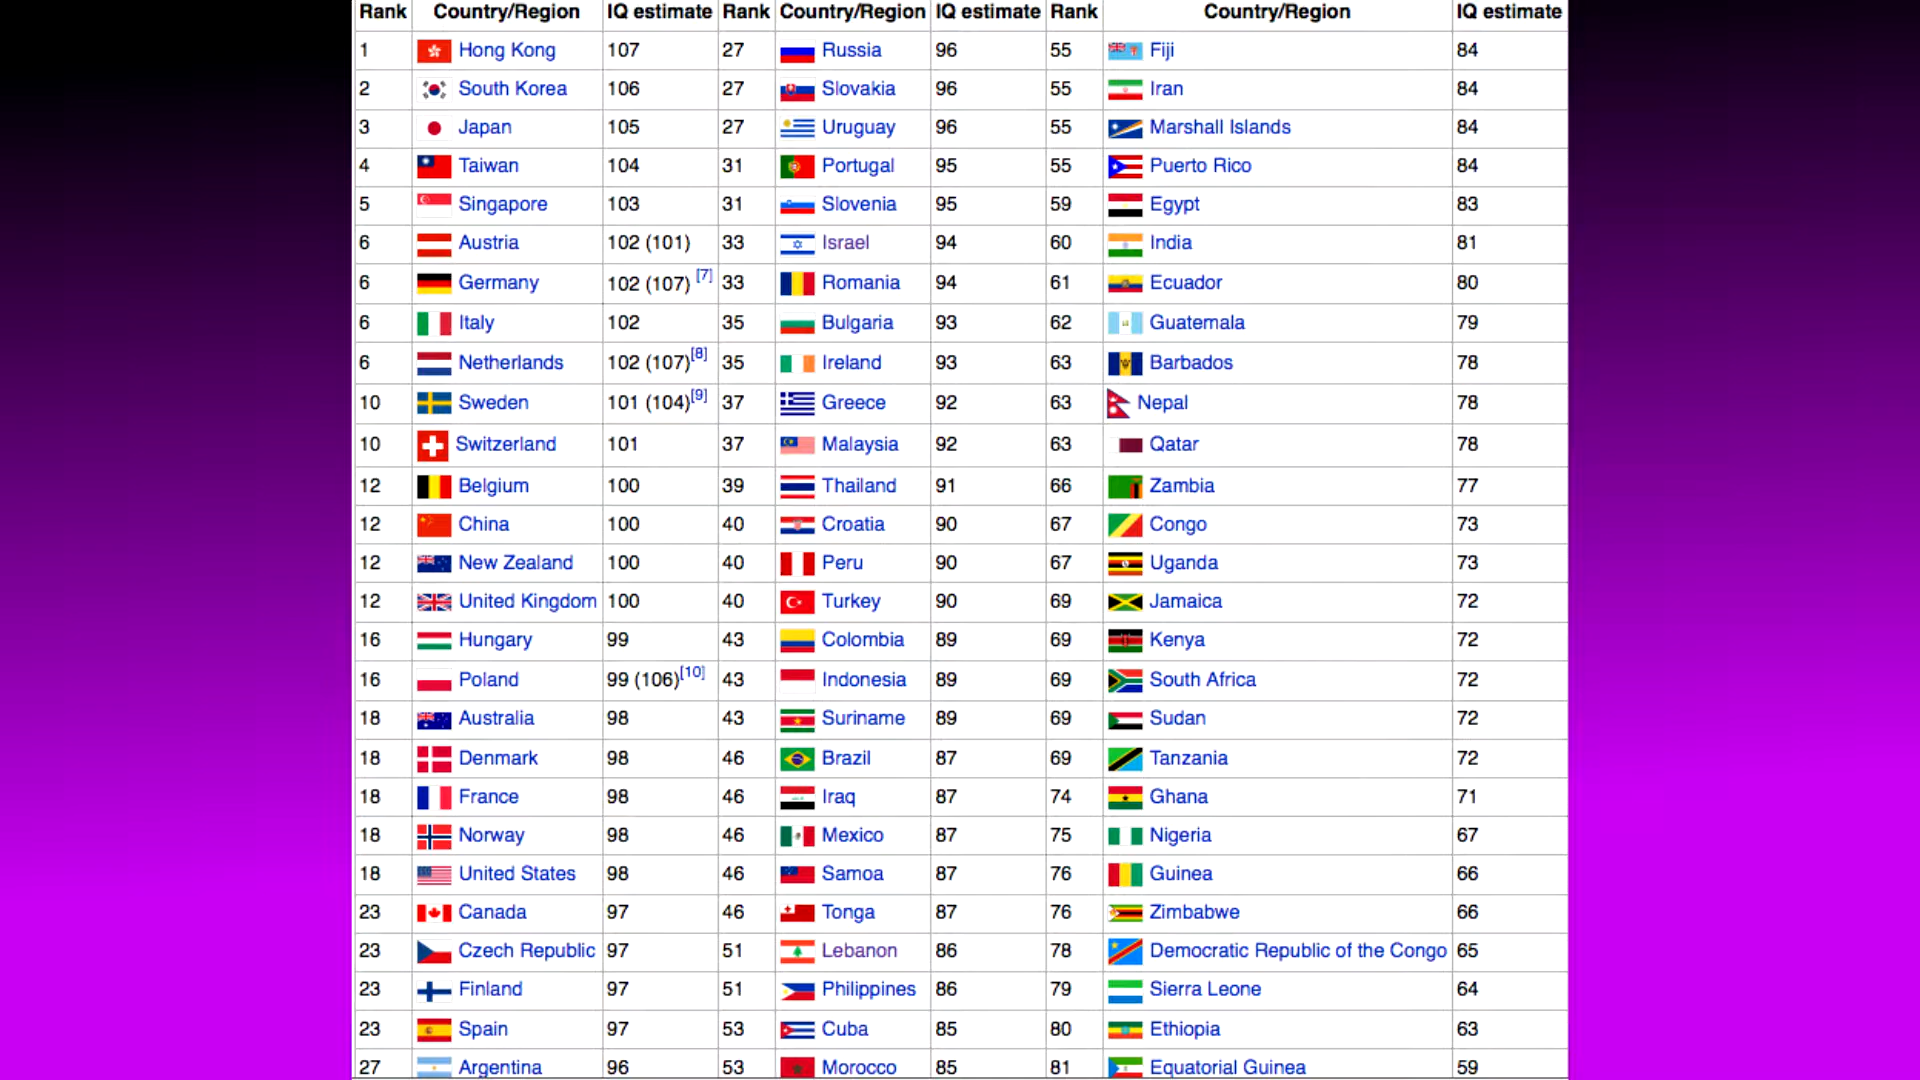 Rank Country/Region IQ estimate Rank Country/Region IQ estimate Rank Country/Region IQ estimate
1 Hong Kong 107 27 Russia 96 55 Fiji 84
2 South Korea 106 27 Slovakia 96 55 Iran 84
3 Japan 105 27 Uruguay 96 55 Marshall Islands 84
4 Taiwan 104 31 Portugal 95 55 Puerto Rico 84
5 Singapore 103 31 Slovenia 95 59 Egypt 83
6 Austria 102 (101) 33 Israel 94 60 India 81
6 Germany 102 (107) [7] 33 Romania 94 61 Ecuador 80
6 Italy 102 35 Bulgaria 93 62 Guatemala 79
6 Netherlands 102 (107)[8] 35 Ireland 93 63 Barbados 78
10 Sweden 101 (104)[9] 37 Greece 92 63 Nepal 78
10 Switzerland 101 37 Malaysia 92 63 Qatar 78
12 Belgium 100 39 Thailand 91 66 Zambia 77
12 China 100 40 Croatia 90 67 Congo 73
12 New Zealand 100 40 Peru 90 67 Uganda 73
12 United Kingdom 100 40 Turkey 90 69 Jamaica 72
16 Hungary 99 43 Colombia 89 69 Kenya 72
16 Poland 99 (106)[10] 43 Indonesia 89 69 South Africa 72
18 Australia 98 43 Suriname 89 69 Sudan 72
18 Denmark 98 46 Brazil 87 69 Tanzania 72
18 France 98 46 Iraq 87 74 Ghana 71
18 Norway 98 46 Mexico 87 75 Nigeria 67
18 United States 98 46 Samoa 87 76 Guinea 66
23 Canada 97 46 Tonga 87 76 Zimbabwe 66
23 Czech Republic 97 51 Lebanon 86 78 Democratic Republic of the Congo 65
23 Finland 97 51 Philippines 86 79 Sierra Leone 64
23 Spain 97 53 Cuba 85 80 Ethiopia 63
27 Argentina 96 53 Morocco 85 81 Equatorial Guinea 59